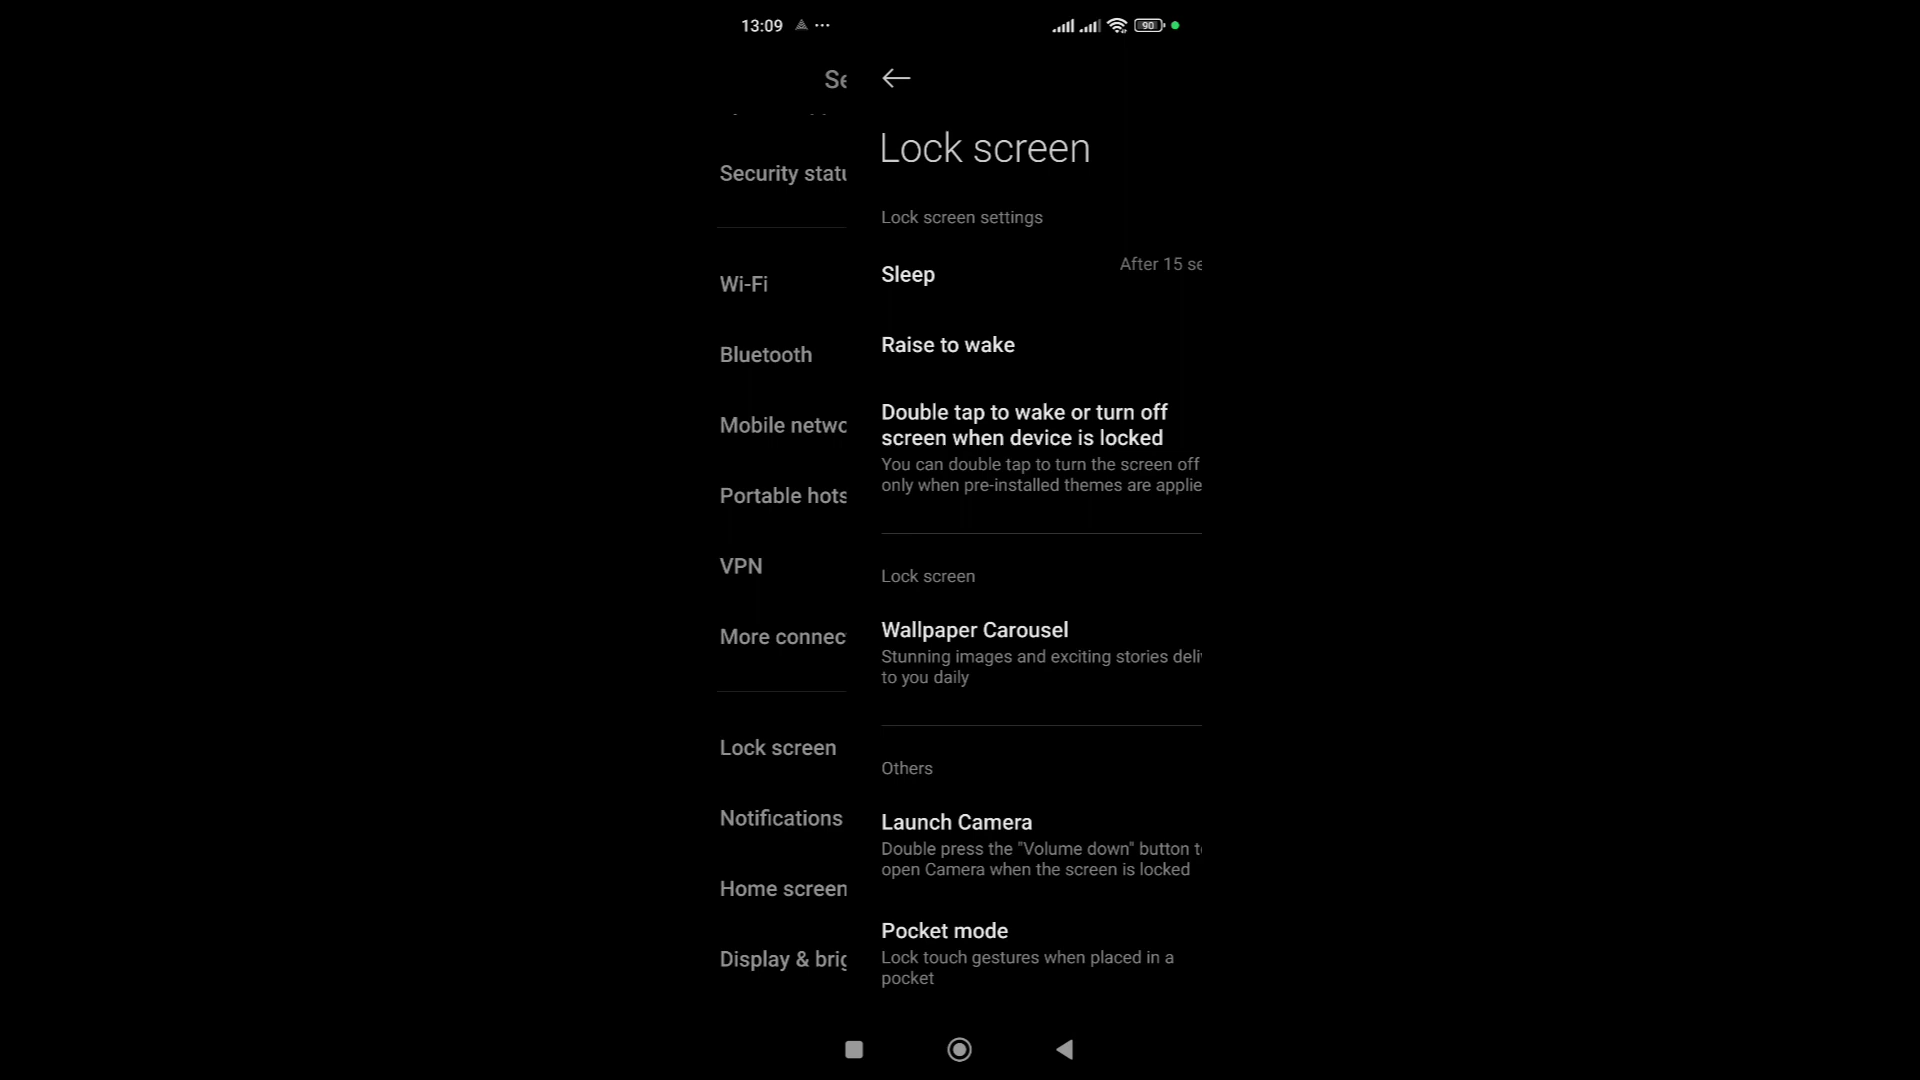 13:09
90
Se
Security statu
Wi-Fi
Bluetooth
Mobile netwo
Portable hots
VPN
More connec
Lock screen
Notifications
Home screen
Display & brig
Lock screen
Lock screen settings
Sleep
After 15 se
Raise to wake
Double tap to wake or turn off
screen when device is locked
You can double tap to turn the screen off
only when pre-installed themes are applie
Lock screen
Wallpaper Carousel
Stunning images and exciting stories deli
to you daily
Others
Launch Camera
Double press the "Volume down" button t
open Camera when the screen is locked
Pocket mode
Lock touch gestures when placed in a
pocket